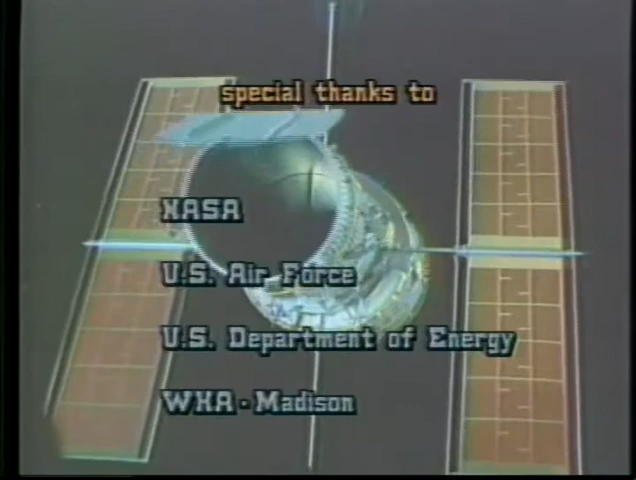 special thanks to
NASA
U.S. Air Force
U.S. Department of Energy
WHA - Madison